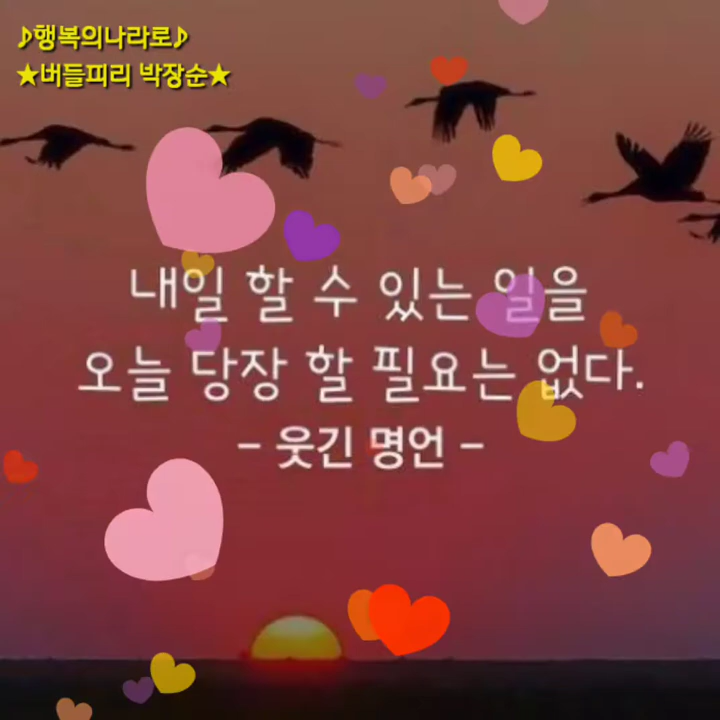 ♪행복의나라로♪
★버들피리 박장순★
내일 할 수 있는 일을
오늘 당장 할 필요는 없다.
- 웃긴 명언 -